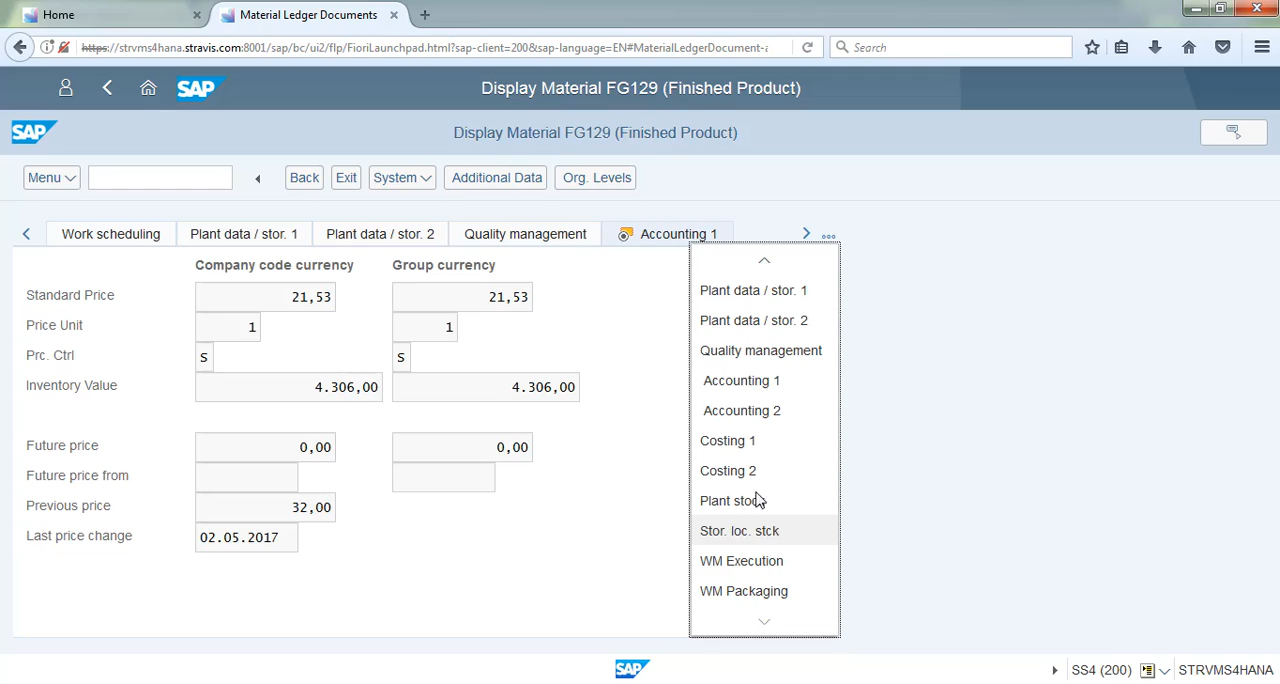 Home
Material Ledger Documents
https://strvms4hana.stravis.com:8001/sap/bc/ui2/flp/FioriLaunchpad.html?sap-client=200&sap-language=EN#MaterialLedgerDocument-a
Search
SAP
Display Material FG129 (Finished Product)
SAP
Display Material FG129 (Finished Product)
Menu
Back
Exit
System
Additional Data
Org. Levels
Work scheduling
Plant data / stor. 1
Plant data / stor. 2
Quality management
Accounting 1
Company code currency
Group currency
Standard Price
21,53
21,53
Price Unit
1
1
Prc. Ctrl
S
S
Inventory Value
4.306,00
4.306,00
Future price
0,00
0,00
Future price from
Previous price
32,00
Last price change
02.05.2017
Plant data / stor. 1
Plant data / stor. 2
Quality management
Accounting 1
Accounting 2
Costing 1
Costing 2
Plant stock
Stor. loc. stck
WM Execution
WM Packaging
SAP
SS4 (200)
STRVMS4HANA